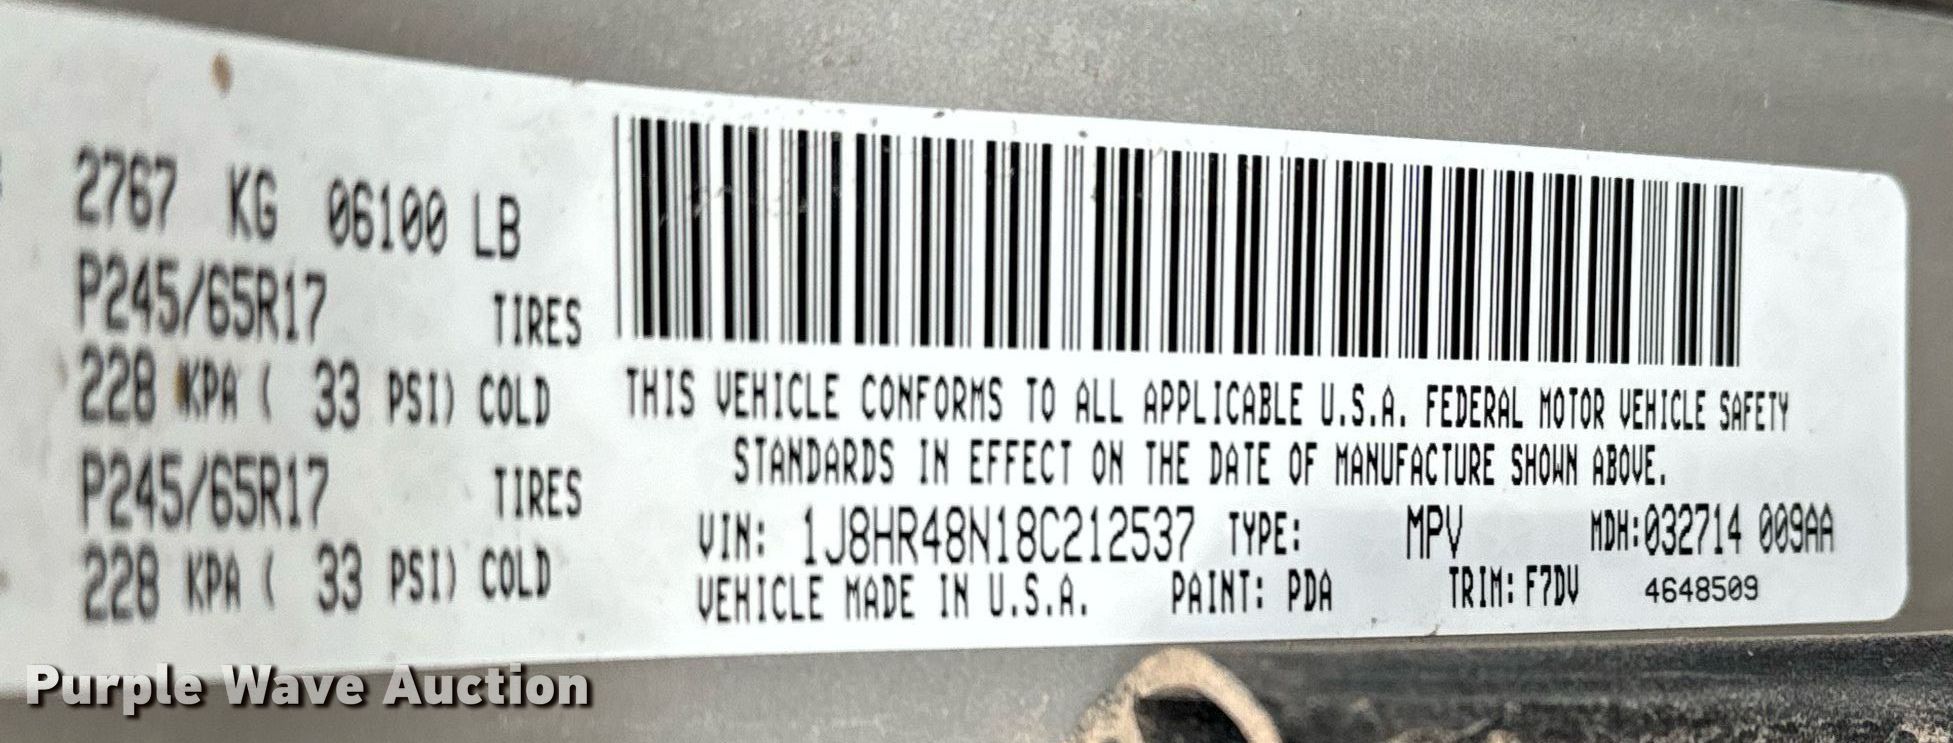 2767 KG 06100 LB
P245/65R17 TIRES
228 KPA ( 33 PSI) COLD
P245/65R17 TIRES
228 KPA ( 33 PSI) COLD
THIS VEHICLE CONFORMS TO ALL APPLICABLE U.S.A. FEDERAL MOTOR VEHICLE SAFETY
STANDARDS IN EFFECT ON THE DATE OF MANUFACTURE SHOWN ABOVE.
VIN: 1J8HR48N18C212537 TYPE: MPV MDH:032714 009AA
VEHICLE MADE IN U.S.A. PAINT: PDA TRIM: F7DV 4648509
Purple Wave Auction